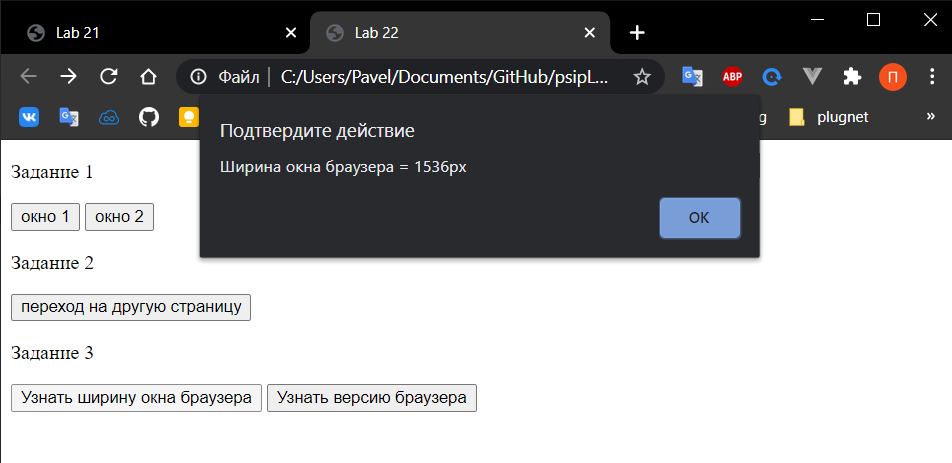 Lab 21
Lab 22
Файл
C:/Users/Pavel/Documents/GitHub/psipL...
ABP
П
g
plugnet
»
Подтвердите действие
Ширина окна браузера = 1536px
ОК
Задание 1
окно 1 окно 2
Задание 2
переход на другую страницу
Задание 3
Узнать ширину окна браузера Узнать версию браузера